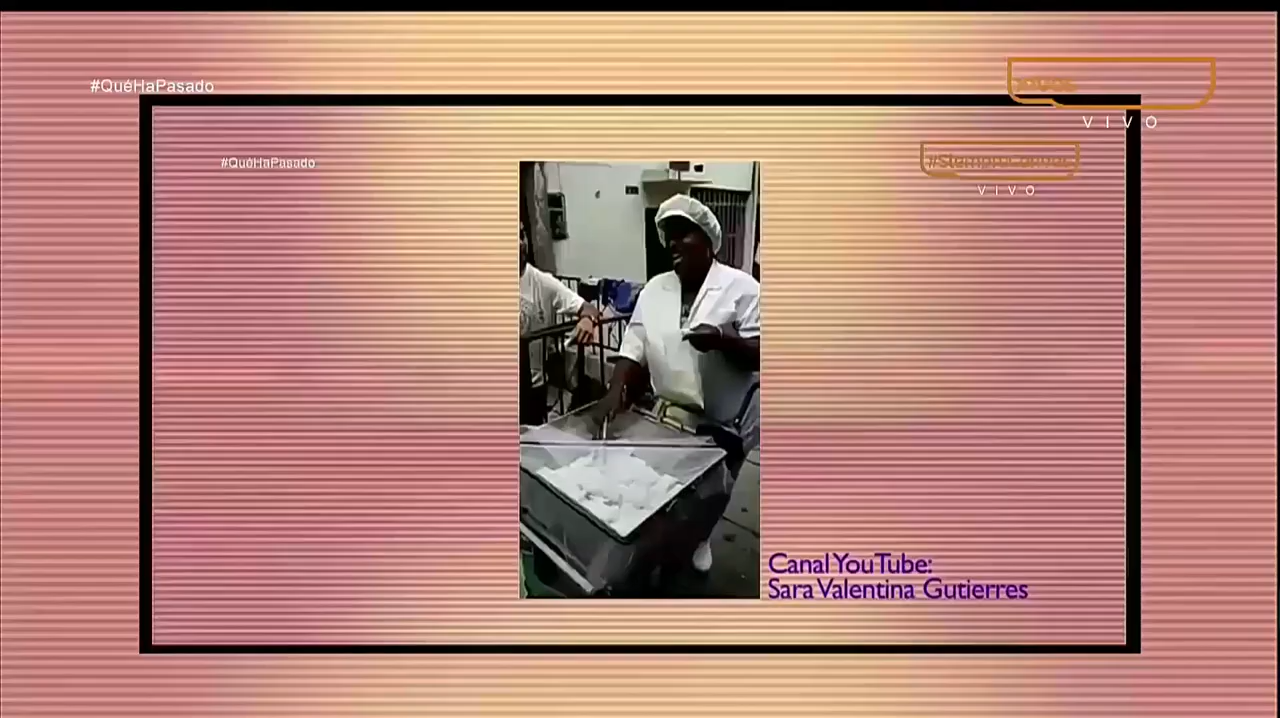 #QuéHaPasado
VIVO
#QuéHaPasado
VIVO
Canal YouTube:
Sara Valentina Gutierres